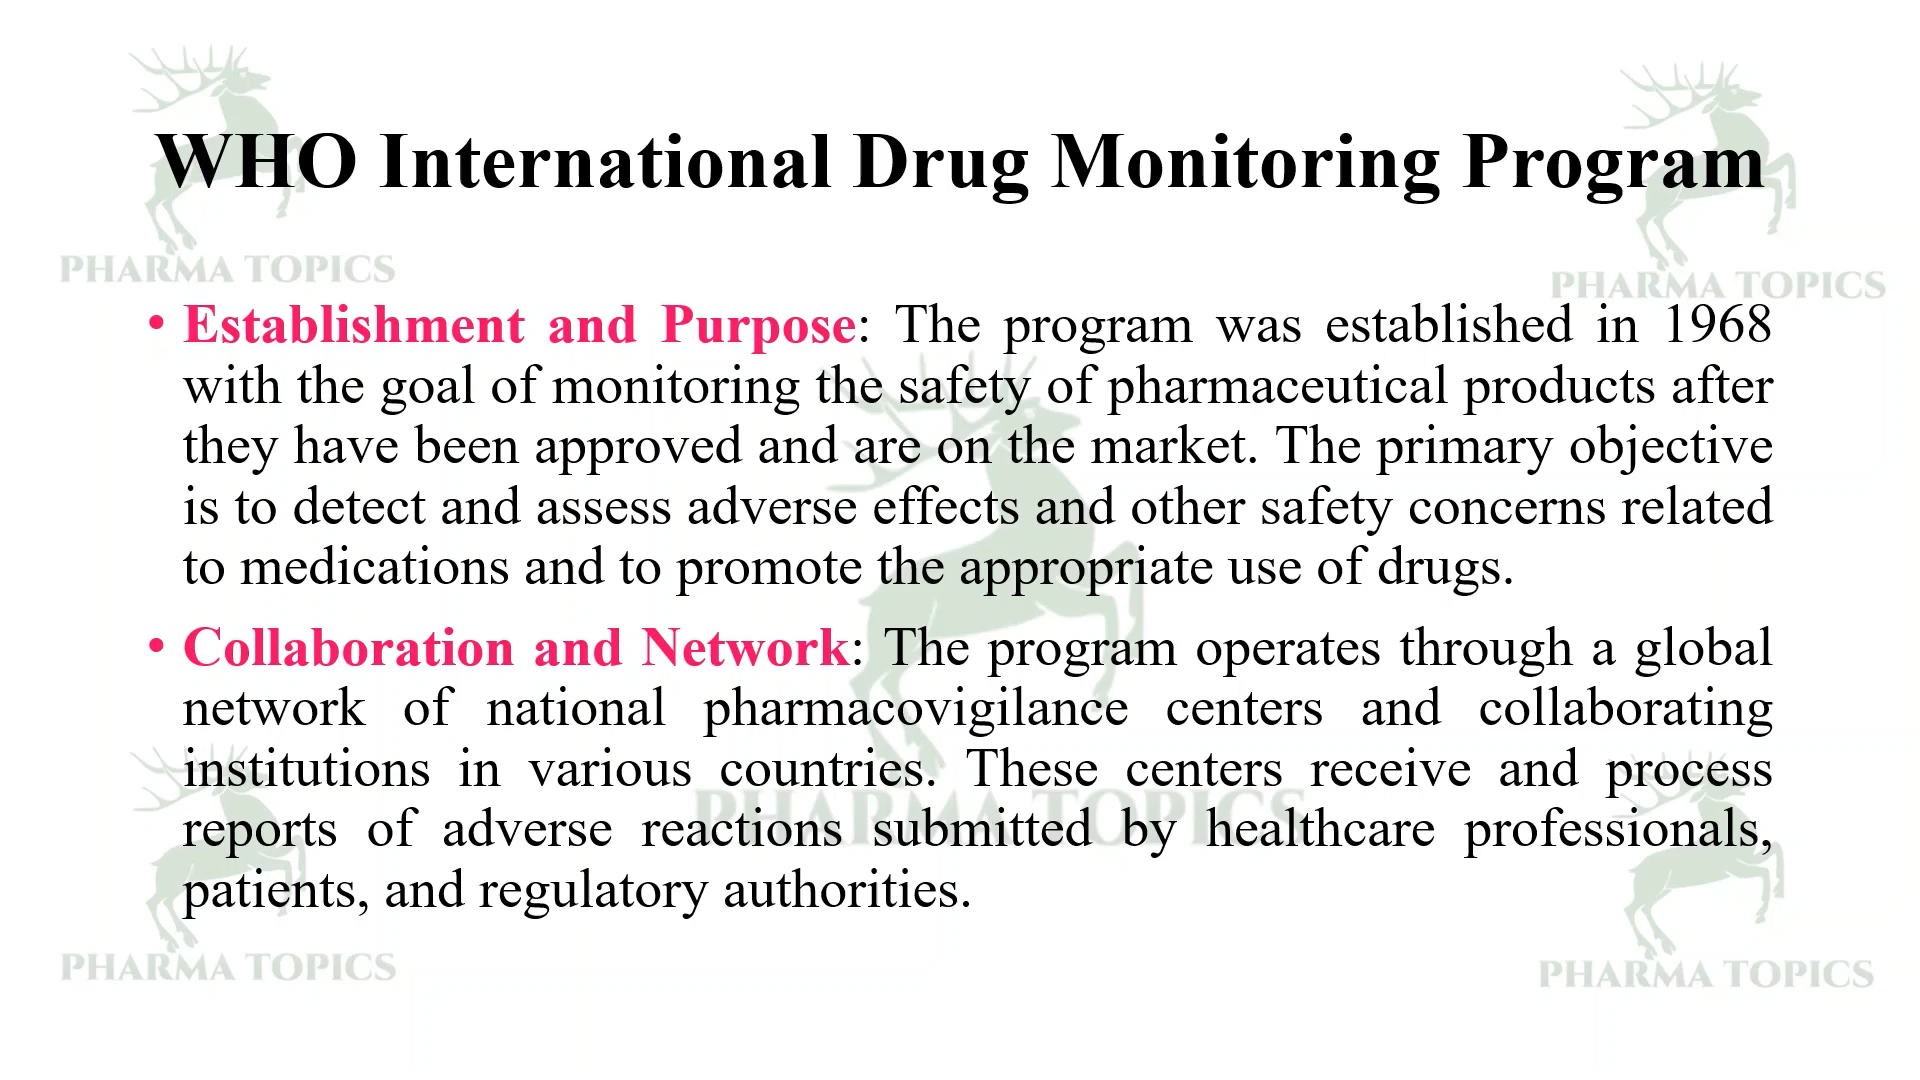 WHO International Drug Monitoring Program
PHARMA TOPICS
PHARMA TOPICS
• Establishment and Purpose: The program was established in 1968
with the goal of monitoring the safety of pharmaceutical products after
they have been approved and are on the market. The primary objective
is to detect and assess adverse effects and other safety concerns related
to medications and to promote the appropriate use of drugs.
• Collaboration and Network: The program operates through a global
network of national pharmacovigilance centers and collaborating
institutions in various countries. These centers receive and process
PHARMA TOPICS
reports of adverse reactions submitted by healthcare professionals,
patients, and regulatory authorities.
PHARMA TOPICS
PHARMA TOPICS